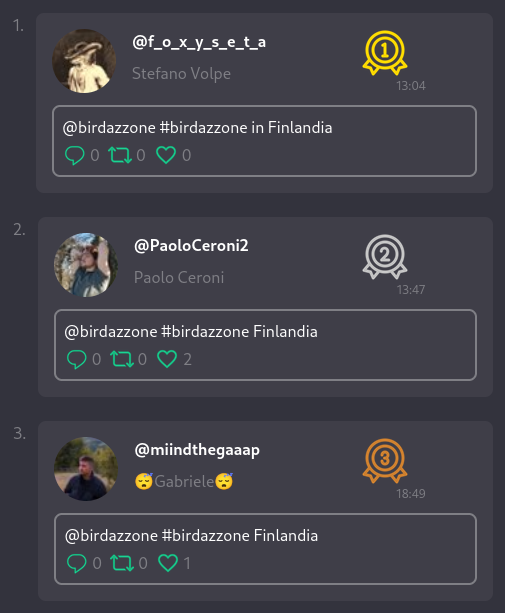 1.
@f_o_x_y_s_e_t_a
1
Stefano Volpe
13:04
@birdazzone #birdazzone in Finlandia
0 0 0
2.
@PaoloCeroni2
2
Paolo Ceroni
13:47
@birdazzone #birdazzone Finlandia
0 0 2
3.
@miindthegaaap
3
😴Gabriele😴
18:49
@birdazzone #birdazzone Finlandia
0 0 1